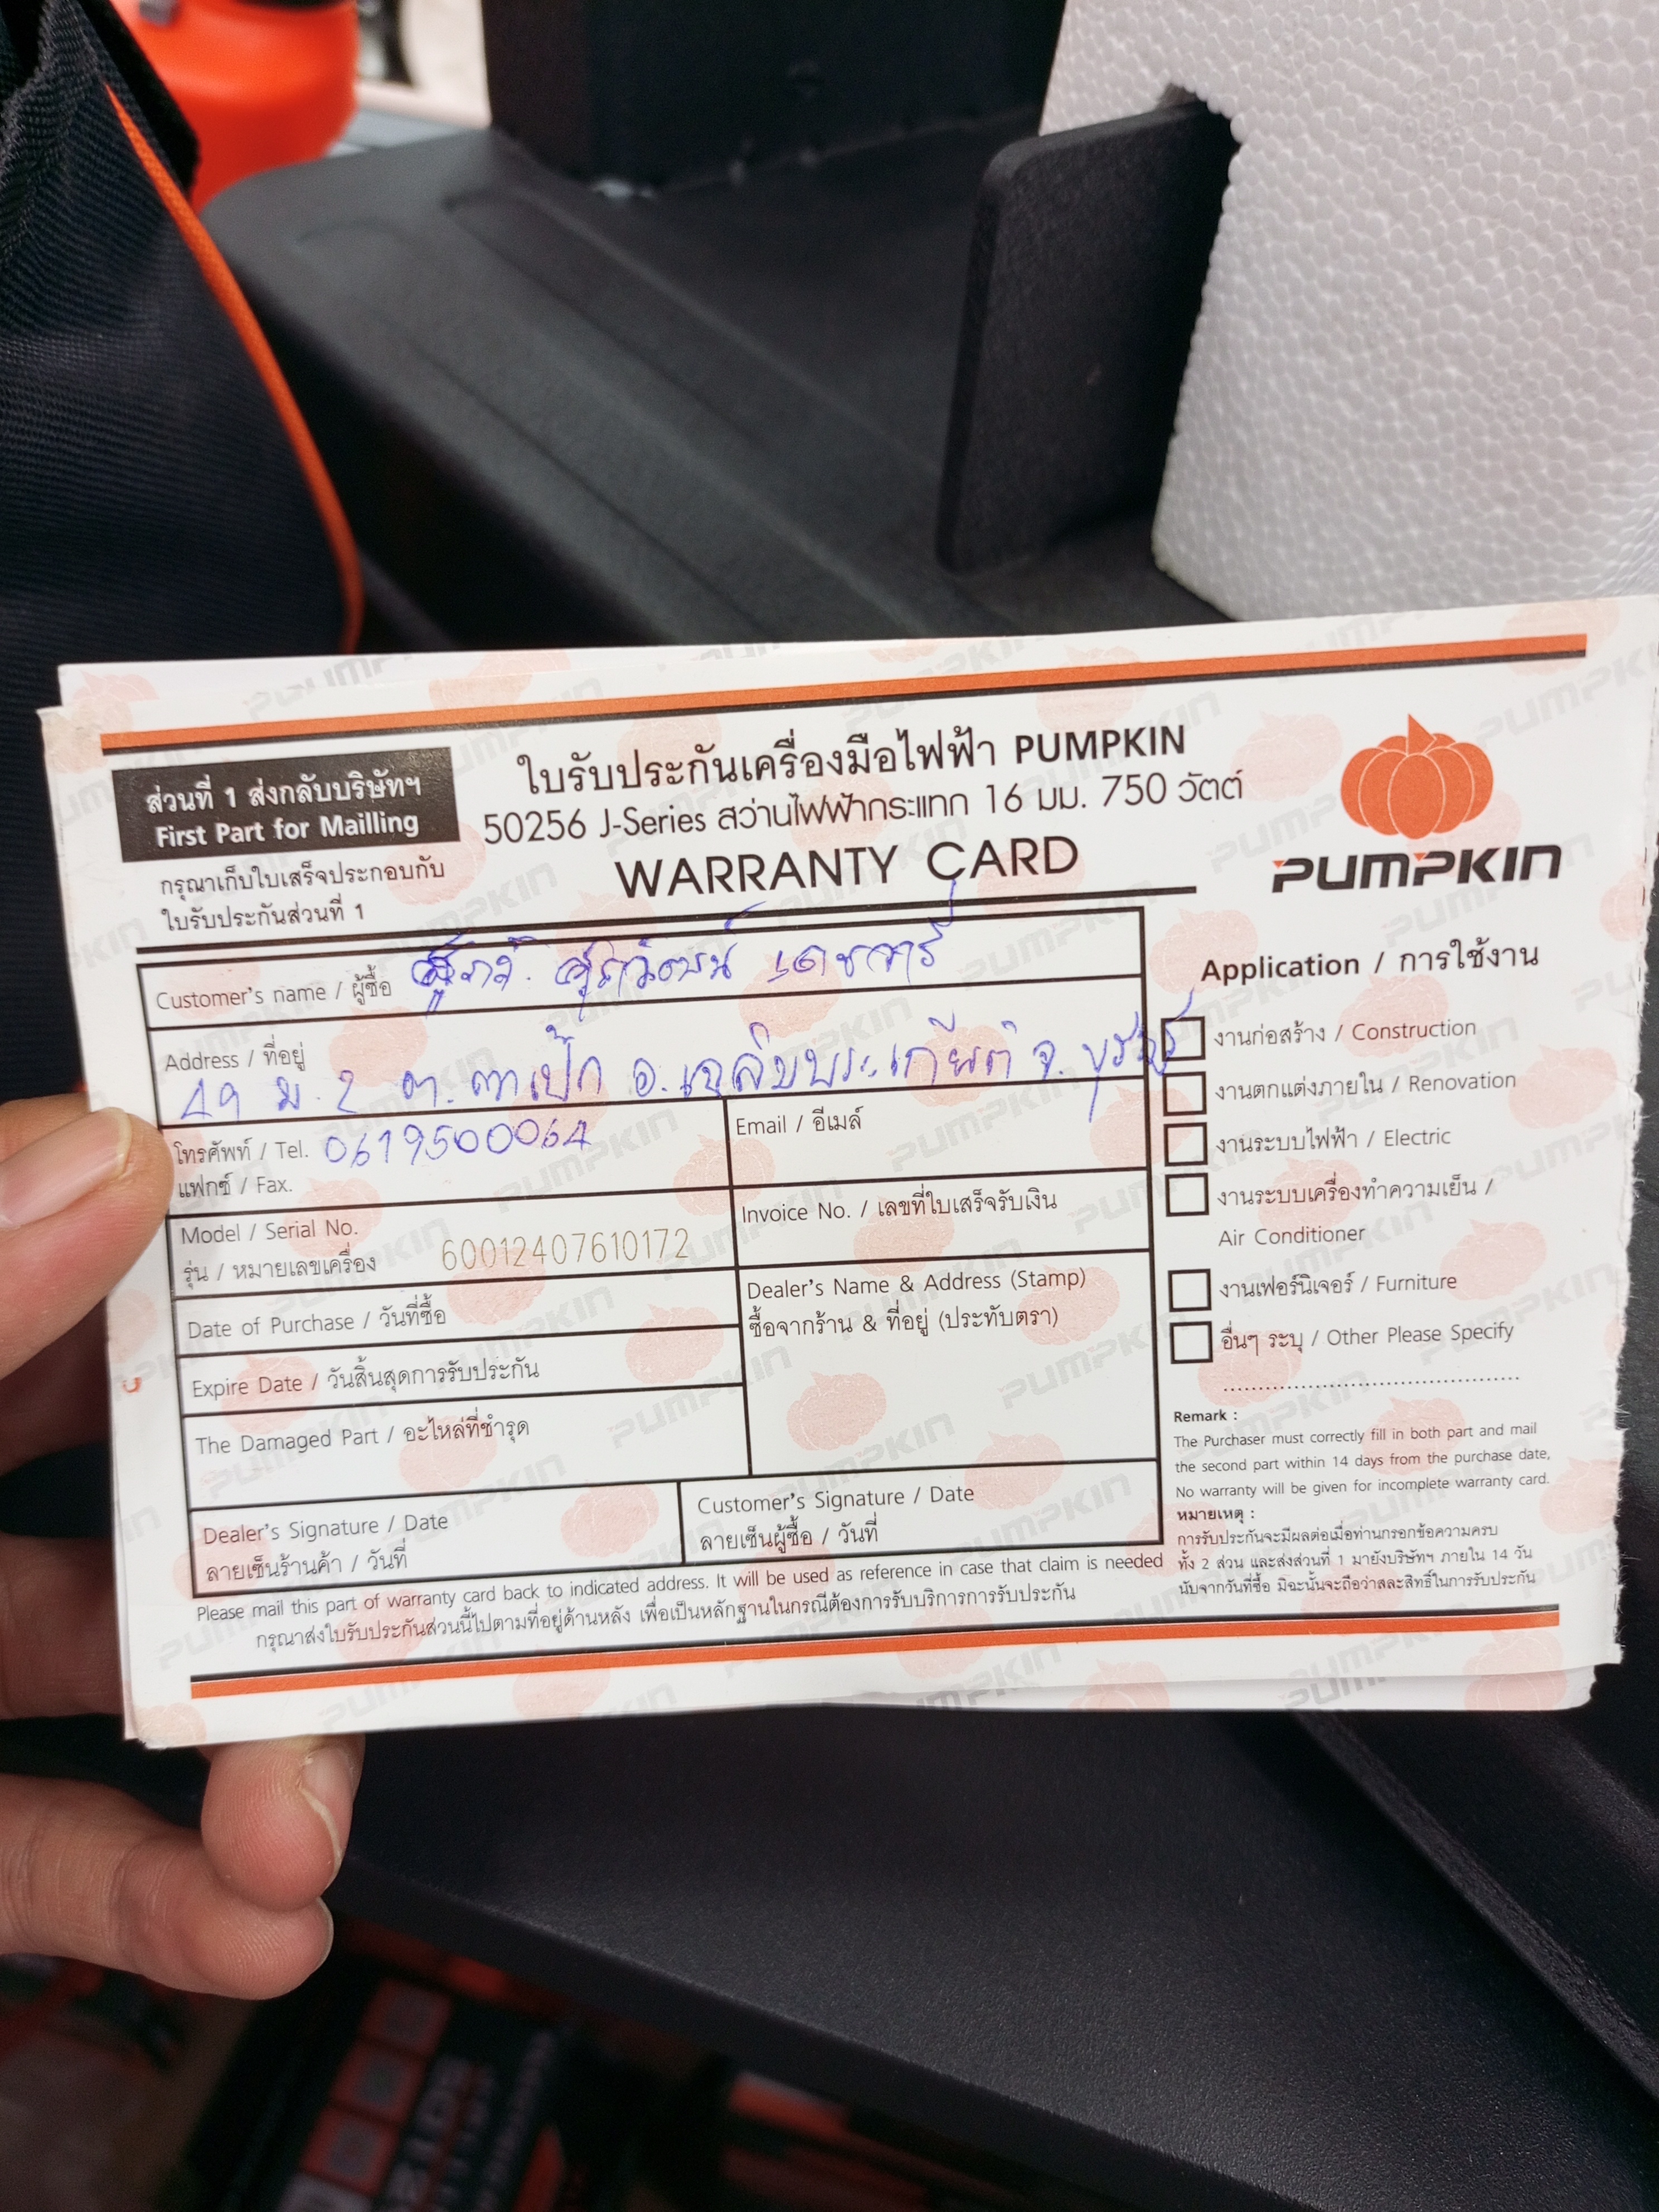 ส่วนที่ 1 ส่งกลับบริษัทฯ
First Part for Mailling
กรุณาเก็บใบเสร็จประกอบกับ
ใบรับประกันส่วนที่ 1
ใบรับประกันเครื่องมือไฟฟ้า PUMPKIN
50256 J-Series สว่านไฟฟ้ากระแทก 16 มม. 750 วัตต์
WARRANTY CARD
PUMPKIN
Customer's name / ผู้ซื้อ
Address / ที่อยู่
49 ม. 2 ต. ตาเป๊ก อ. เฉลิมพระเกียรติ จ.
โทรศัพท์ / Tel. 0619500064
แฟกซ์ / Fax.
Email / อีเมล์
Model / Serial No.
รุ่น / หมายเลขเครื่อง 60012407610172
Invoice No. / เลขที่ใบเสร็จรับเงิน
Date of Purchase / วันที่ซื้อ
Expire Date / วันสิ้นสุดการรับประกัน
The Damaged Part / อะไหล่ที่ชำรุด
Dealer's Name & Address (Stamp)
ซื้อจากร้าน & ที่อยู่ (ประทับตรา)
Dealer's Signature / Date
ลายเซ็นร้านค้า / วันที่
Customer's Signature / Date
ลายเซ็นผู้ซื้อ / วันที่
Please mail this part of warranty card back to indicated address. It will be used as reference in case that claim is needed
กรุณาส่งใบรับประกันส่วนนี้ไปตามที่อยู่ด้านหลัง เพื่อเป็นหลักฐานในกรณีต้องการรับบริการการรับประกัน
Application / การใช้งาน
งานก่อสร้าง / Construction
งานตกแต่งภายใน / Renovation
งานระบบไฟฟ้า / Electric
งานระบบเครื่องทำความเย็น /
Air Conditioner
งานเฟอร์นิเจอร์ / Furniture
อื่นๆ ระบุ / Other Please Specify
Remark :
The Purchaser must correctly fill in both part and mail
the second part within 14 days from the purchase date,
No warranty will be given for incomplete warranty card.
หมายเหตุ :
การรับประกันจะมีผลต่อเมื่อท่านกรอกข้อความครบ
ทั้ง 2 ส่วน และส่งส่วนที่ 1 มายังบริษัทฯ ภายใน 14 วัน
นับจากวันที่ซื้อ มิฉะนั้นจะถือว่าสละสิทธิ์ในการรับประกัน